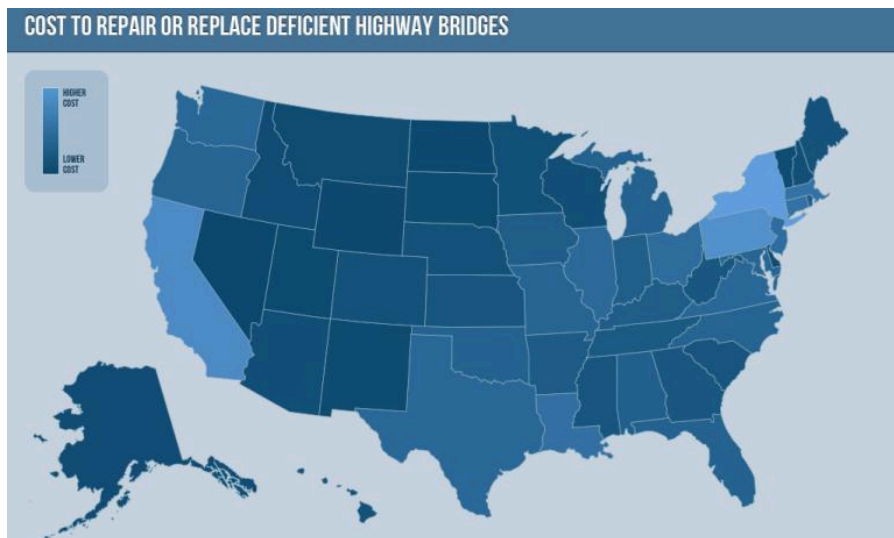 COST TO REPAIR OR REPLACE DEFICIENT HIGHWAY BRIDGES
HIGHER
COST
LOWER
COST